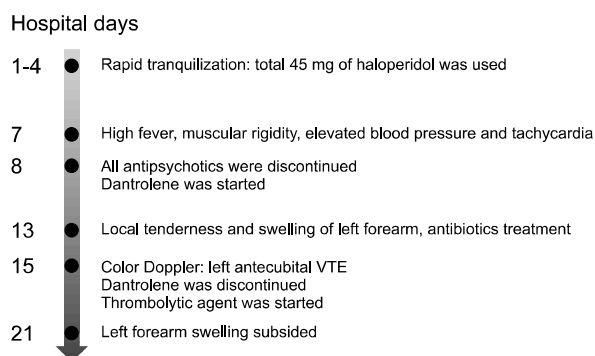 Hospital days
1-4 Rapid tranquilization: total 45 mg of haloperidol was used
7 High fever, muscular rigidity, elevated blood pressure and tachycardia
8 All antipsychotics were discontinued
Dantrolene was started
13 Local tenderness and swelling of left forearm, antibiotics treatment
15 Color Doppler: left antecubital VTE
Dantrolene was discontinued
Thrombolytic agent was started
21 Left forearm swelling subsided